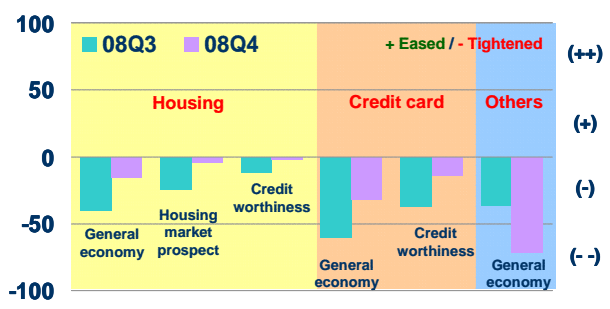 100
08Q3 08Q4 + Eased / - Tightened
(++)
50
Housing Credit card Others
(+)
0
Credit
worthiness
(-)
Housing
market
prospect
-50
General
economy
Credit
worthiness
(- -)
General
economy
General
economy
-100